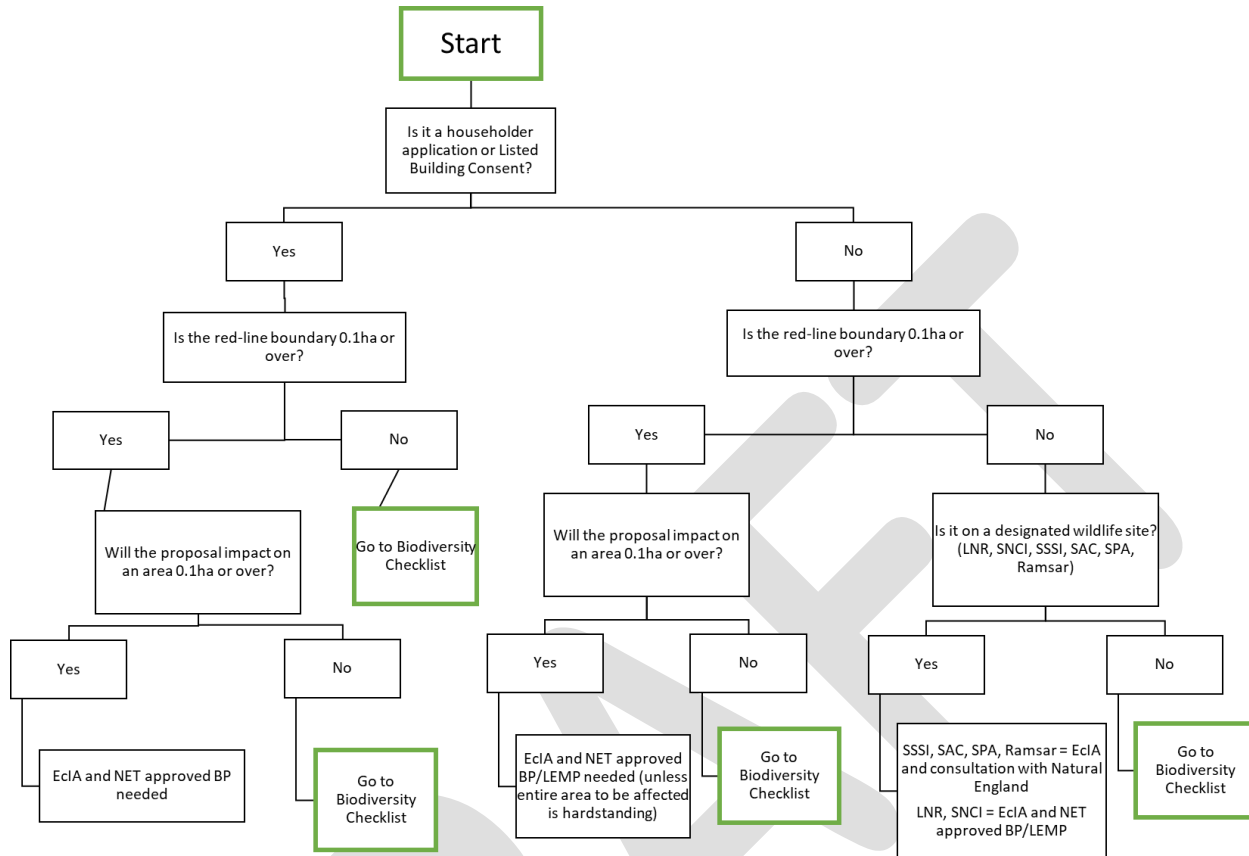 Start
Is it a householder
application or Listed
Building Consent?
Yes
No
Is the red-line boundary 0.1ha or
over?
Is the red-line boundary 0.1ha or
over?
Yes
No
Yes
No
Will the proposal impact on
an area 0.1ha or over?
Go to Biodiversity
Checklist
Will the proposal impact on
an area 0.1ha or over?
Is it on a designated wildlife site?
(LNR, SNCI, SSSI, SAC, SPA,
Ramsar)
Yes
No
Yes
No
Yes
No
EcIA and NET approved BP
needed
Go to
Biodiversity
Checklist
EcIA and NET approved
BP/LEMP needed (unless
entire area to be affected
is hardstanding)
Go to
Biodiversity
Checklist
SSSI, SAC, SPA, Ramsar = EcIA
and consultation with Natural
England
LNR, SNCI = EcIA and NET
approved BP/LEMP
Go to
Biodiversity
Checklist
DRAFT